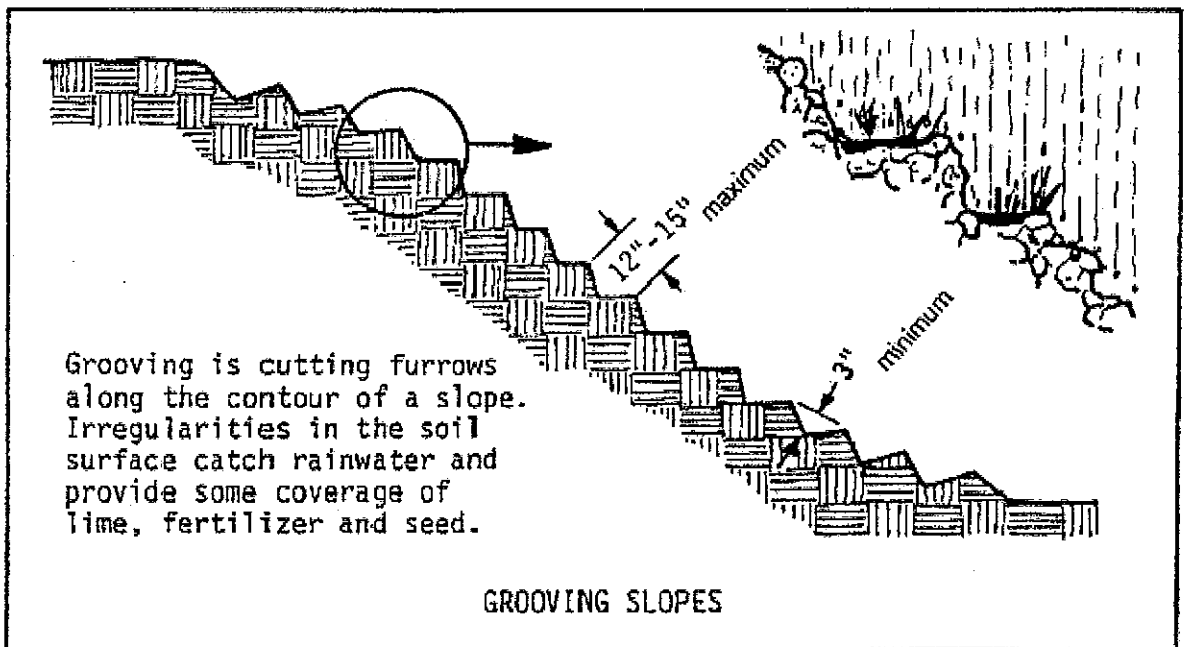 12"-15" maximum
3" minimum
Grooving is cutting furrows
along the contour of a slope.
Irregularities in the soil
surface catch rainwater and
provide some coverage of
lime, fertilizer and seed.
GROOVING SLOPES